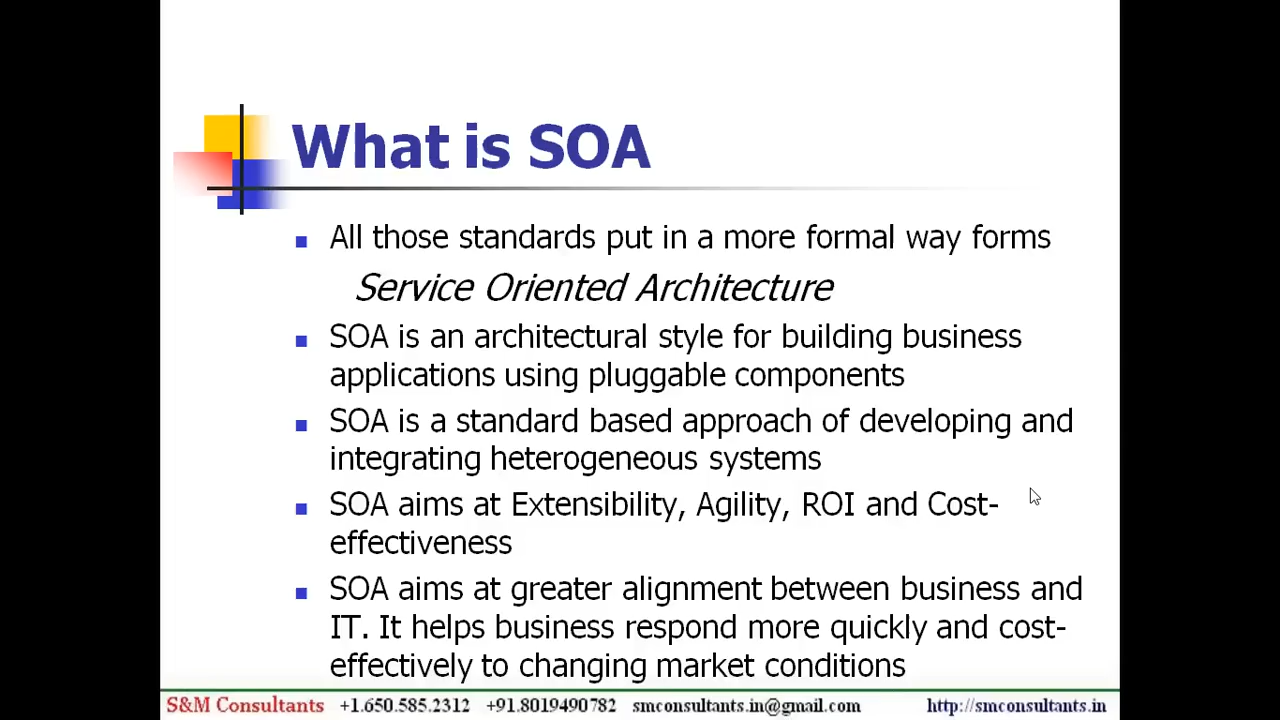 What is SOA
All those standards put in a more formal way forms
Service Oriented Architecture
SOA is an architectural style for building business
applications using pluggable components
SOA is a standard based approach of developing and
integrating heterogeneous systems
SOA aims at Extensibility, Agility, ROI and Cost-
effectiveness
SOA aims at greater alignment between business and
IT. It helps business respond more quickly and cost-
effectively to changing market conditions
S&M Consultants +1.650.585.2312 +91.8019490782 smconsultants.in@gmail.com http://smconsultants.in